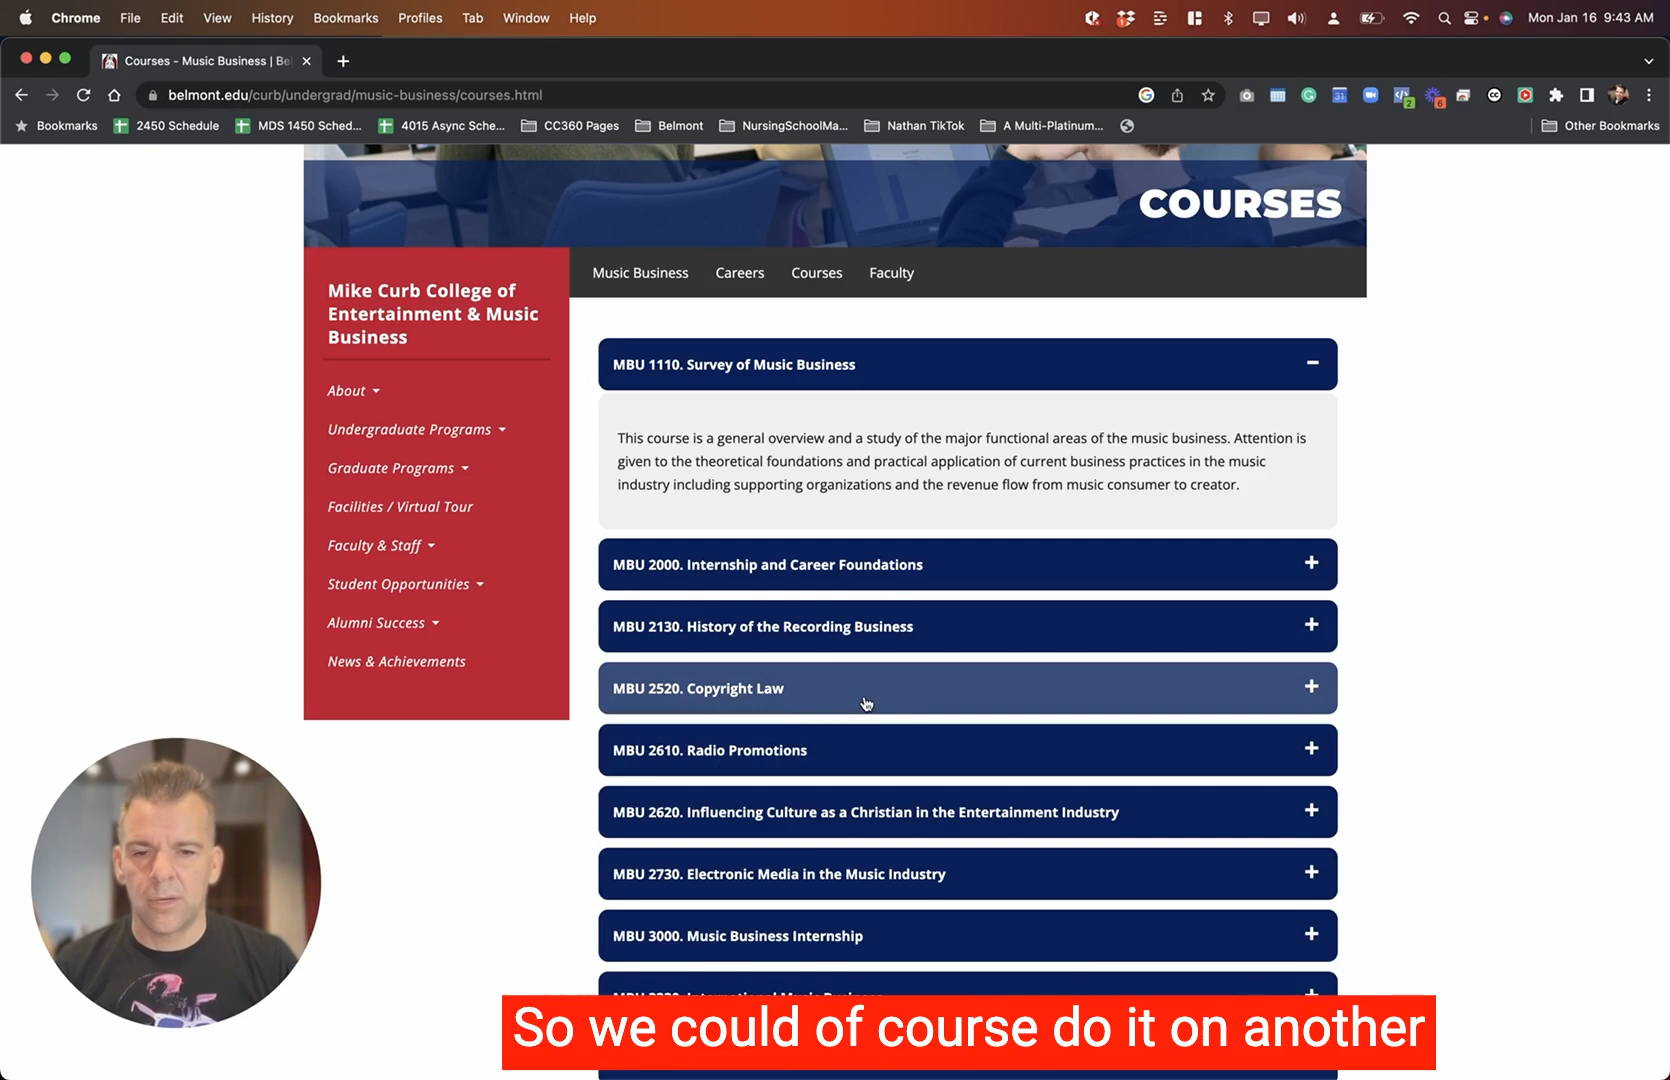 Chrome File Edit View History Bookmarks Profiles Tab Window Help
Mon Jan 16 9:43 AM
Courses - Music Business | Bel
belmont.edu/curb/undergrad/music-business/courses.html
Bookmarks 2450 Schedule MDS 1450 Sched... 4015 Async Sche... CC360 Pages Belmont NursingSchoolMa... Nathan TikTok A Multi-Platinum... Other Bookmarks
COURSES
Music Business Careers Courses Faculty
Mike Curb College of
Entertainment & Music
Business
About
Undergraduate Programs
Graduate Programs
Facilities / Virtual Tour
Faculty & Staff
Student Opportunities
Alumni Success
News & Achievements
MBU 1110. Survey of Music Business
This course is a general overview and a study of the major functional areas of the music business. Attention is
given to the theoretical foundations and practical application of current business practices in the music
industry including supporting organizations and the revenue flow from music consumer to creator.
MBU 2000. Internship and Career Foundations
MBU 2130. History of the Recording Business
MBU 2520. Copyright Law
MBU 2610. Radio Promotions
MBU 2620. Influencing Culture as a Christian in the Entertainment Industry
MBU 2730. Electronic Media in the Music Industry
MBU 3000. Music Business Internship
So we could of course do it on another